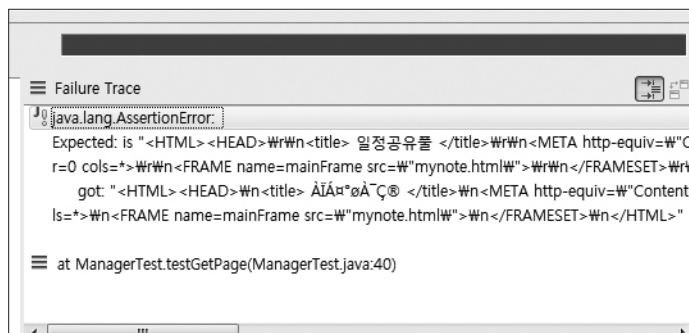 Failure Trace
java.lang.AssertionError:
Expected: is "<HTML><HEAD>₩r₩n<title> 일정공유풀 </title>₩r₩n<META http-equiv=₩"C
r=0 cols=*>₩r₩n<FRAME name=mainFrame src=₩"mynote.html₩">₩r₩n</FRAMESET>₩r₩
got: "<HTML><HEAD>₩n<title> ÀÏÁ¤°øÀ¯Ç® </title>₩n<META http-equiv=₩"Content
ls=*>₩n<FRAME name=mainFrame src=₩"mynote.html₩">₩n</FRAMESET>₩n</HTML>"
at ManagerTest.testGetPage(ManagerTest.java:40)